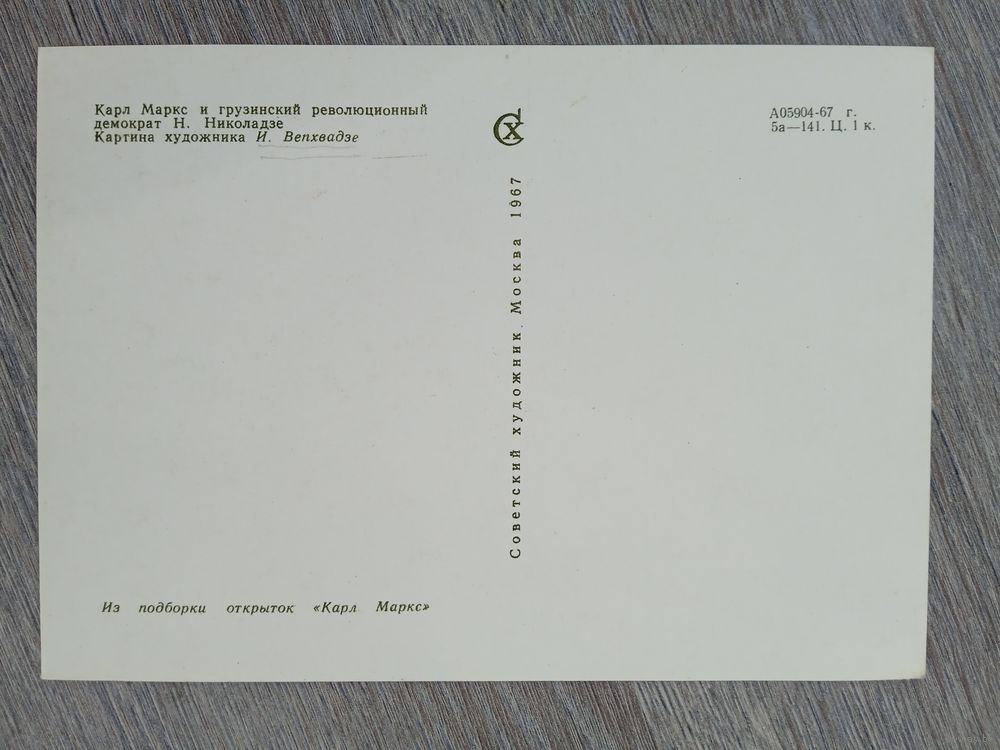 Карл Маркс и грузинский революционный
демократ Н. Николадзе
Картина художника И. Вепхвадзе
СХ
А05904-67 г.
5а—141. Ц. 1 к.
Советский художник. Москва 1967
Из подборки открыток «Карл Маркс»